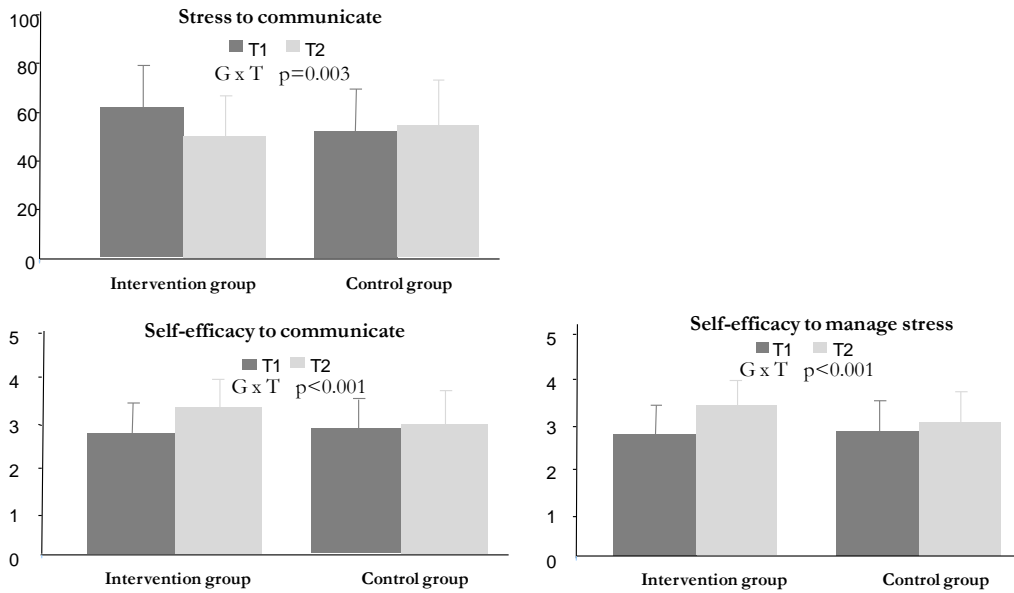 Stress to communicate
T1 T2
G x T p=0.003
100
80
60
40
20
0
Intervention group Control group
Self-efficacy to communicate
T1 T2
G x T p<0.001
5
4
3
2
1
0
Intervention group Control group
Self-efficacy to manage stress
T1 T2
G x T p<0.001
5
4
3
2
1
0
Intervention group Control group